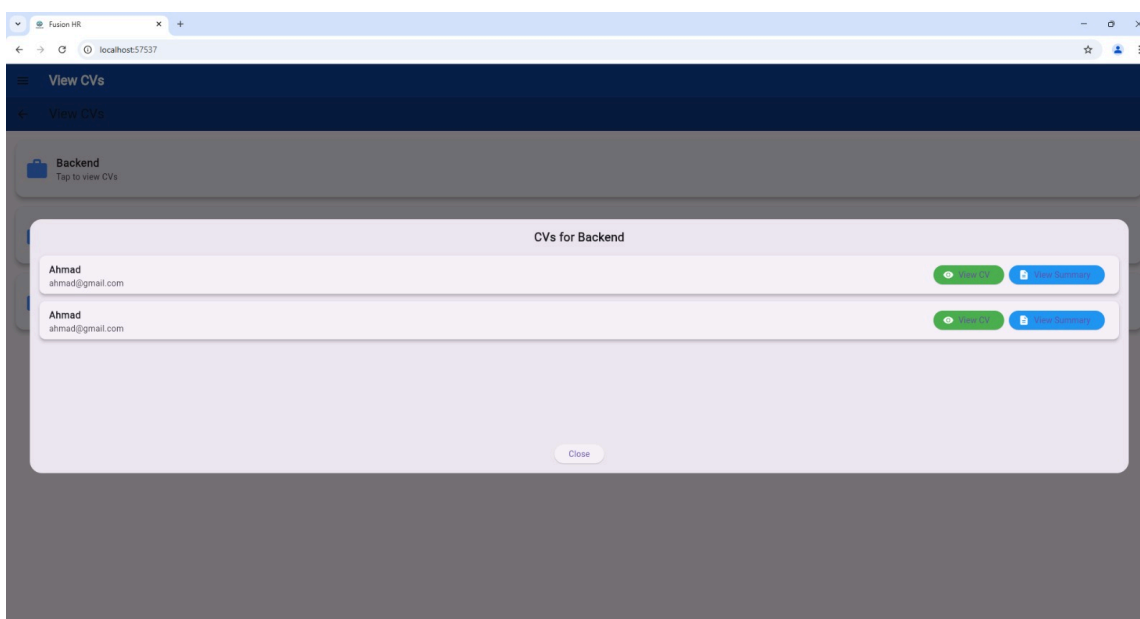 Fusion HR
localhost:57537
View CVs
View CVs
Backend
Tap to view CVs
CVs for Backend
Ahmad
ahmad@gmail.com
View CV
View Summary
Ahmad
ahmad@gmail.com
View CV
View Summary
Close